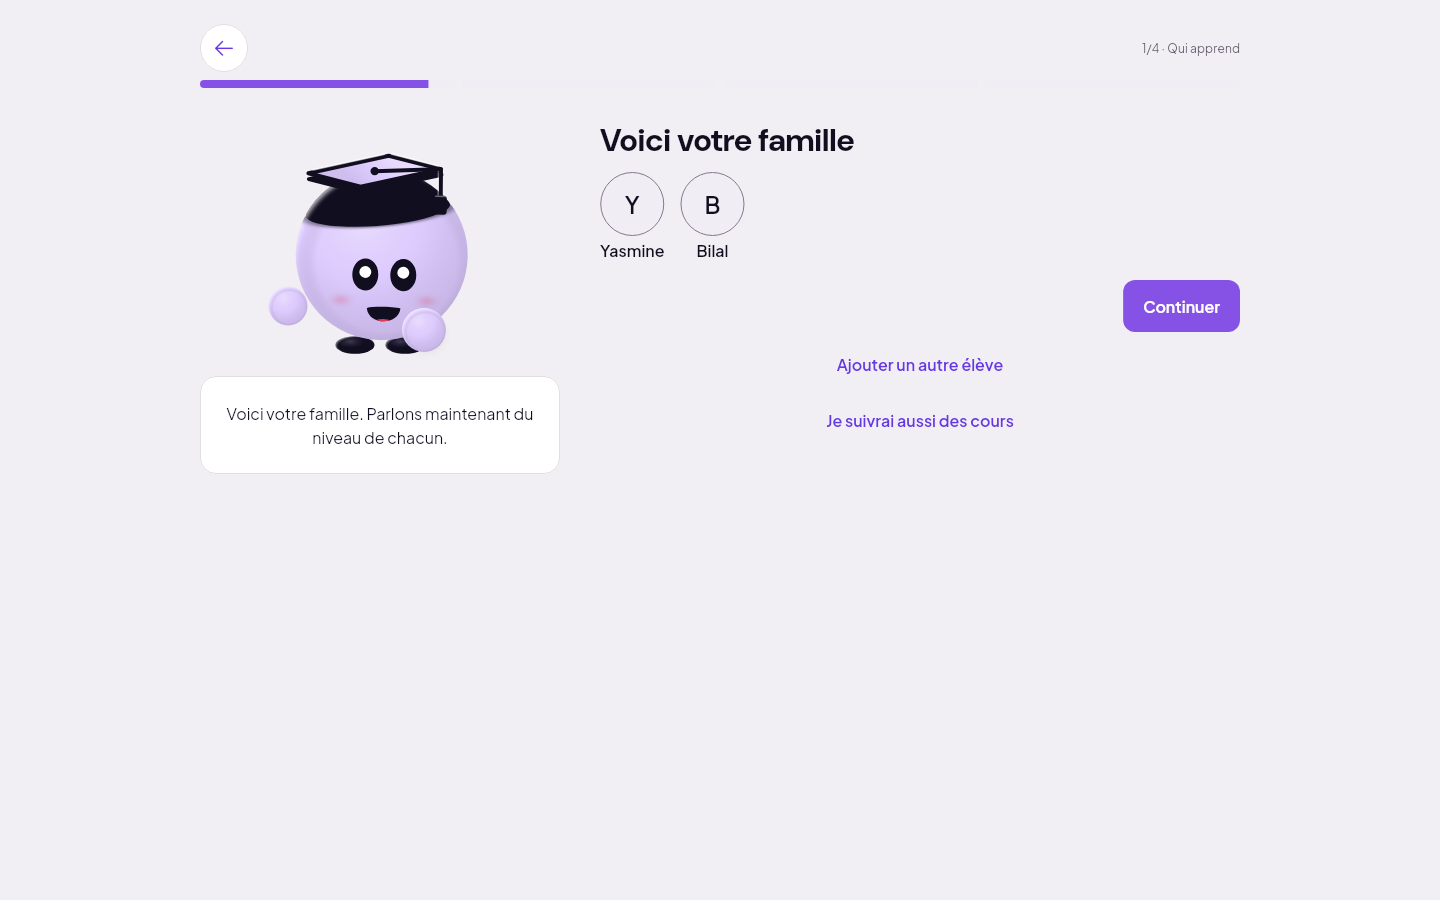 1/4 · Qui apprend
Voici votre famille
Y
B
Yasmine
Bilal
Continuer
Ajouter un autre élève
Je suivrai aussi des cours
Voici votre famille. Parlons maintenant du
niveau de chacun.